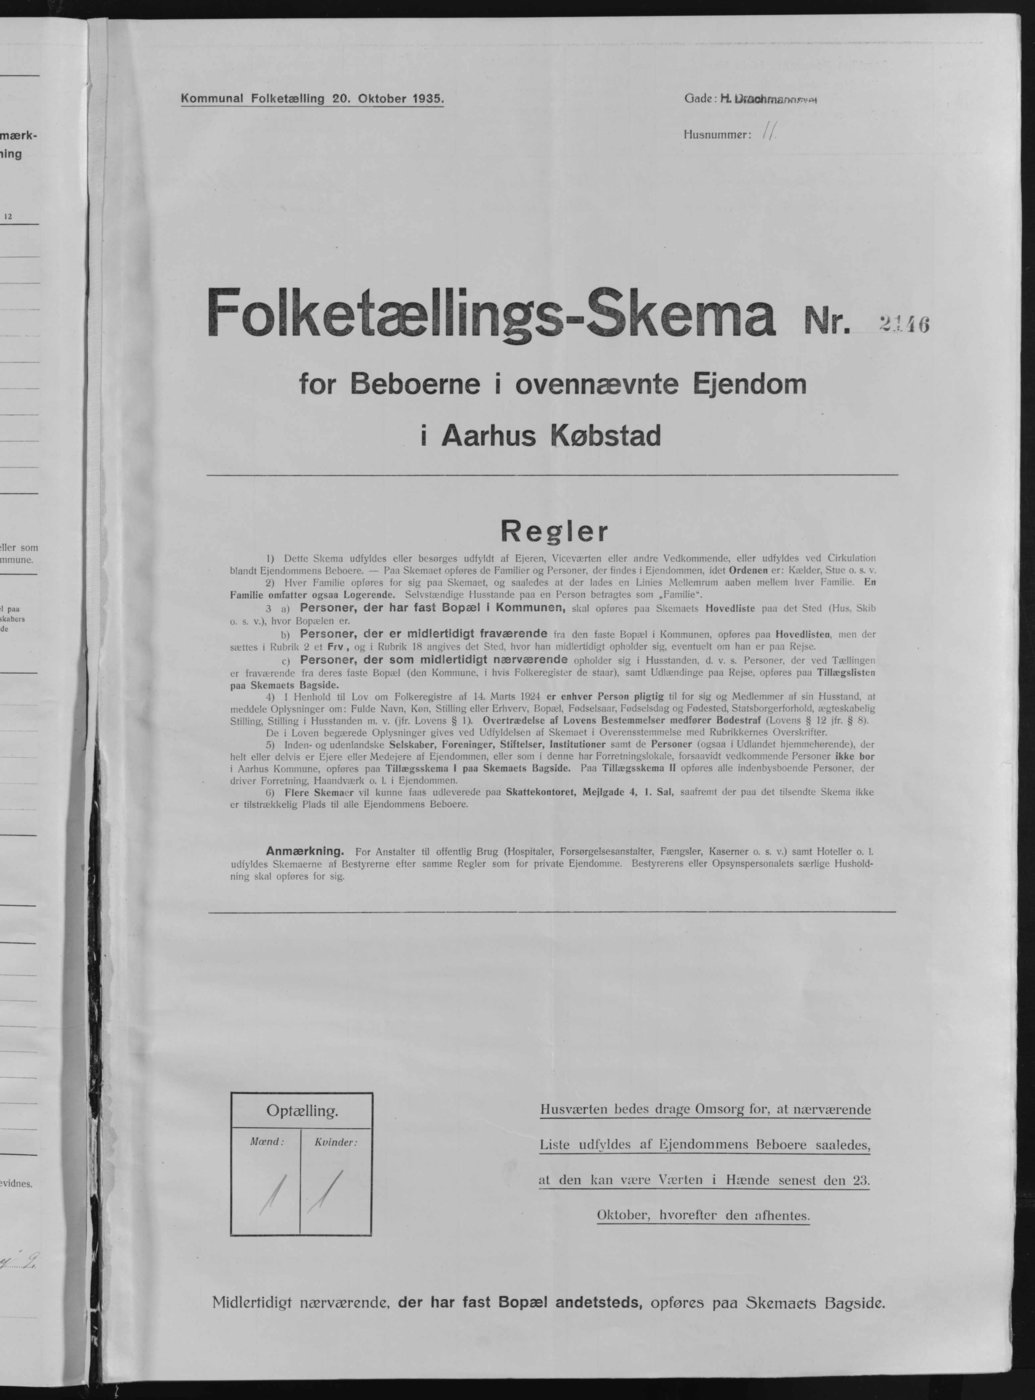 mærk-
ning
12
eller som
mmune.
l paa
skabers
de
evidnes.
Kommunal Folketælling 20. Oktober 1935.
Gade: H. Drachmannsvej
Husnummer: 11
Folketællings-Skema Nr. 2146
for Beboerne i ovennævnte Ejendom
i Aarhus Købstad
Regler
1) Dette Skema udfyldes eller besørges udfyldt af Ejeren, Viceværten eller andre Vedkommende, eller udfyldes ved Cirkulation
blandt Ejendommens Beboere. — Paa Skemaet opføres de Familier og Personer, der findes i Ejendommen, idet Ordenen er: Kælder, Stue o. s. v.
2) Hver Familie opføres for sig paa Skemaet, og saaledes at der lades en Linies Mellemrum aaben mellem hver Familie. En
Familie omfatter ogsaa Logerende. Selvstændige Husstande paa en Person betragtes som „Familie“.
3 a) Personer, der har fast Bopæl i Kommunen, skal opføres paa Skemaets Hovedliste paa det Sted (Hus, Skib
o. s. v.), hvor Bopælen er.
b) Personer, der er midlertidigt fraværende fra den faste Bopæl i Kommunen, opføres paa Hovedlisten, men der
sættes i Rubrik 2 et Frv, og i Rubrik 18 angives det Sted, hvor han midlertidigt opholder sig, eventuelt om han er paa Rejse.
c) Personer, der som midlertidigt nærværende opholder sig i Husstanden, d. v. s. Personer, der ved Tællingen
er fraværende fra deres faste Bopæl (den Kommune, i hvis Folkeregister de staar), samt Udlændinge paa Rejse, opføres paa Tillægslisten
paa Skemaets Bagside.
4) I Henhold til Lov om Folkeregistre af 14. Marts 1924 er enhver Person pligtig til for sig og Medlemmer af sin Husstand, at
meddele Oplysninger om: Fulde Navn, Køn, Stilling eller Erhverv, Bopæl, Fødselsaar, Fødselsdag og Fødested, Statsborgerforhold, ægteskabelig
Stilling, Stilling i Husstanden m. v. (jfr. Lovens § 1). Overtrædelse af Lovens Bestemmelser medfører Bødestraf (Lovens § 12 jfr. § 8).
De i Loven begærede Oplysninger gives ved Udfyldelsen af Skemaet i Overensstemmelse med Rubrikkernes Overskrifter.
5) Inden- og udenlandske Selskaber, Foreninger, Stiftelser, Institutioner samt de Personer (ogsaa i Udlandet hjemmehørende), der
helt eller delvis er Ejere eller Medejere af Ejendommen, eller som i denne har Forretningslokale, forsaavidt vedkommende Personer ikke bor
i Aarhus Kommune, opføres paa Tillægsskema I paa Skemaets Bagside. Paa Tillægsskema II opføres alle indenbysboende Personer, der
driver Forretning, Haandværk o. l. i Ejendommen.
6) Flere Skemaer vil kunne faas udleverede paa Skattekontoret, Mejlgade 4, 1. Sal, saafremt der paa det tilsendte Skema ikke
er tilstrækkelig Plads til alle Ejendommens Beboere.
Anmærkning. For Anstalter til offentlig Brug (Hospitaler, Forsørgelsesanstalter, Fængsler, Kaserner o. s. v.) samt Hoteller o. l.
udfyldes Skemaerne af Bestyrerne efter samme Regler som for private Ejendomme. Bestyrerens eller Opsynspersonalets særlige Hushold-
ning skal opføres for sig.
Optælling.
Mænd: Kvinder:
1 1
Husværten bedes drage Omsorg for, at nærværende
Liste udfyldes af Ejendommens Beboere saaledes,
at den kan være Værten i Hænde senest den 23.
Oktober, hvorefter den afhentes.
Midlertidigt nærværende, der har fast Bopæl andetsteds, opføres paa Skemaets Bagside.